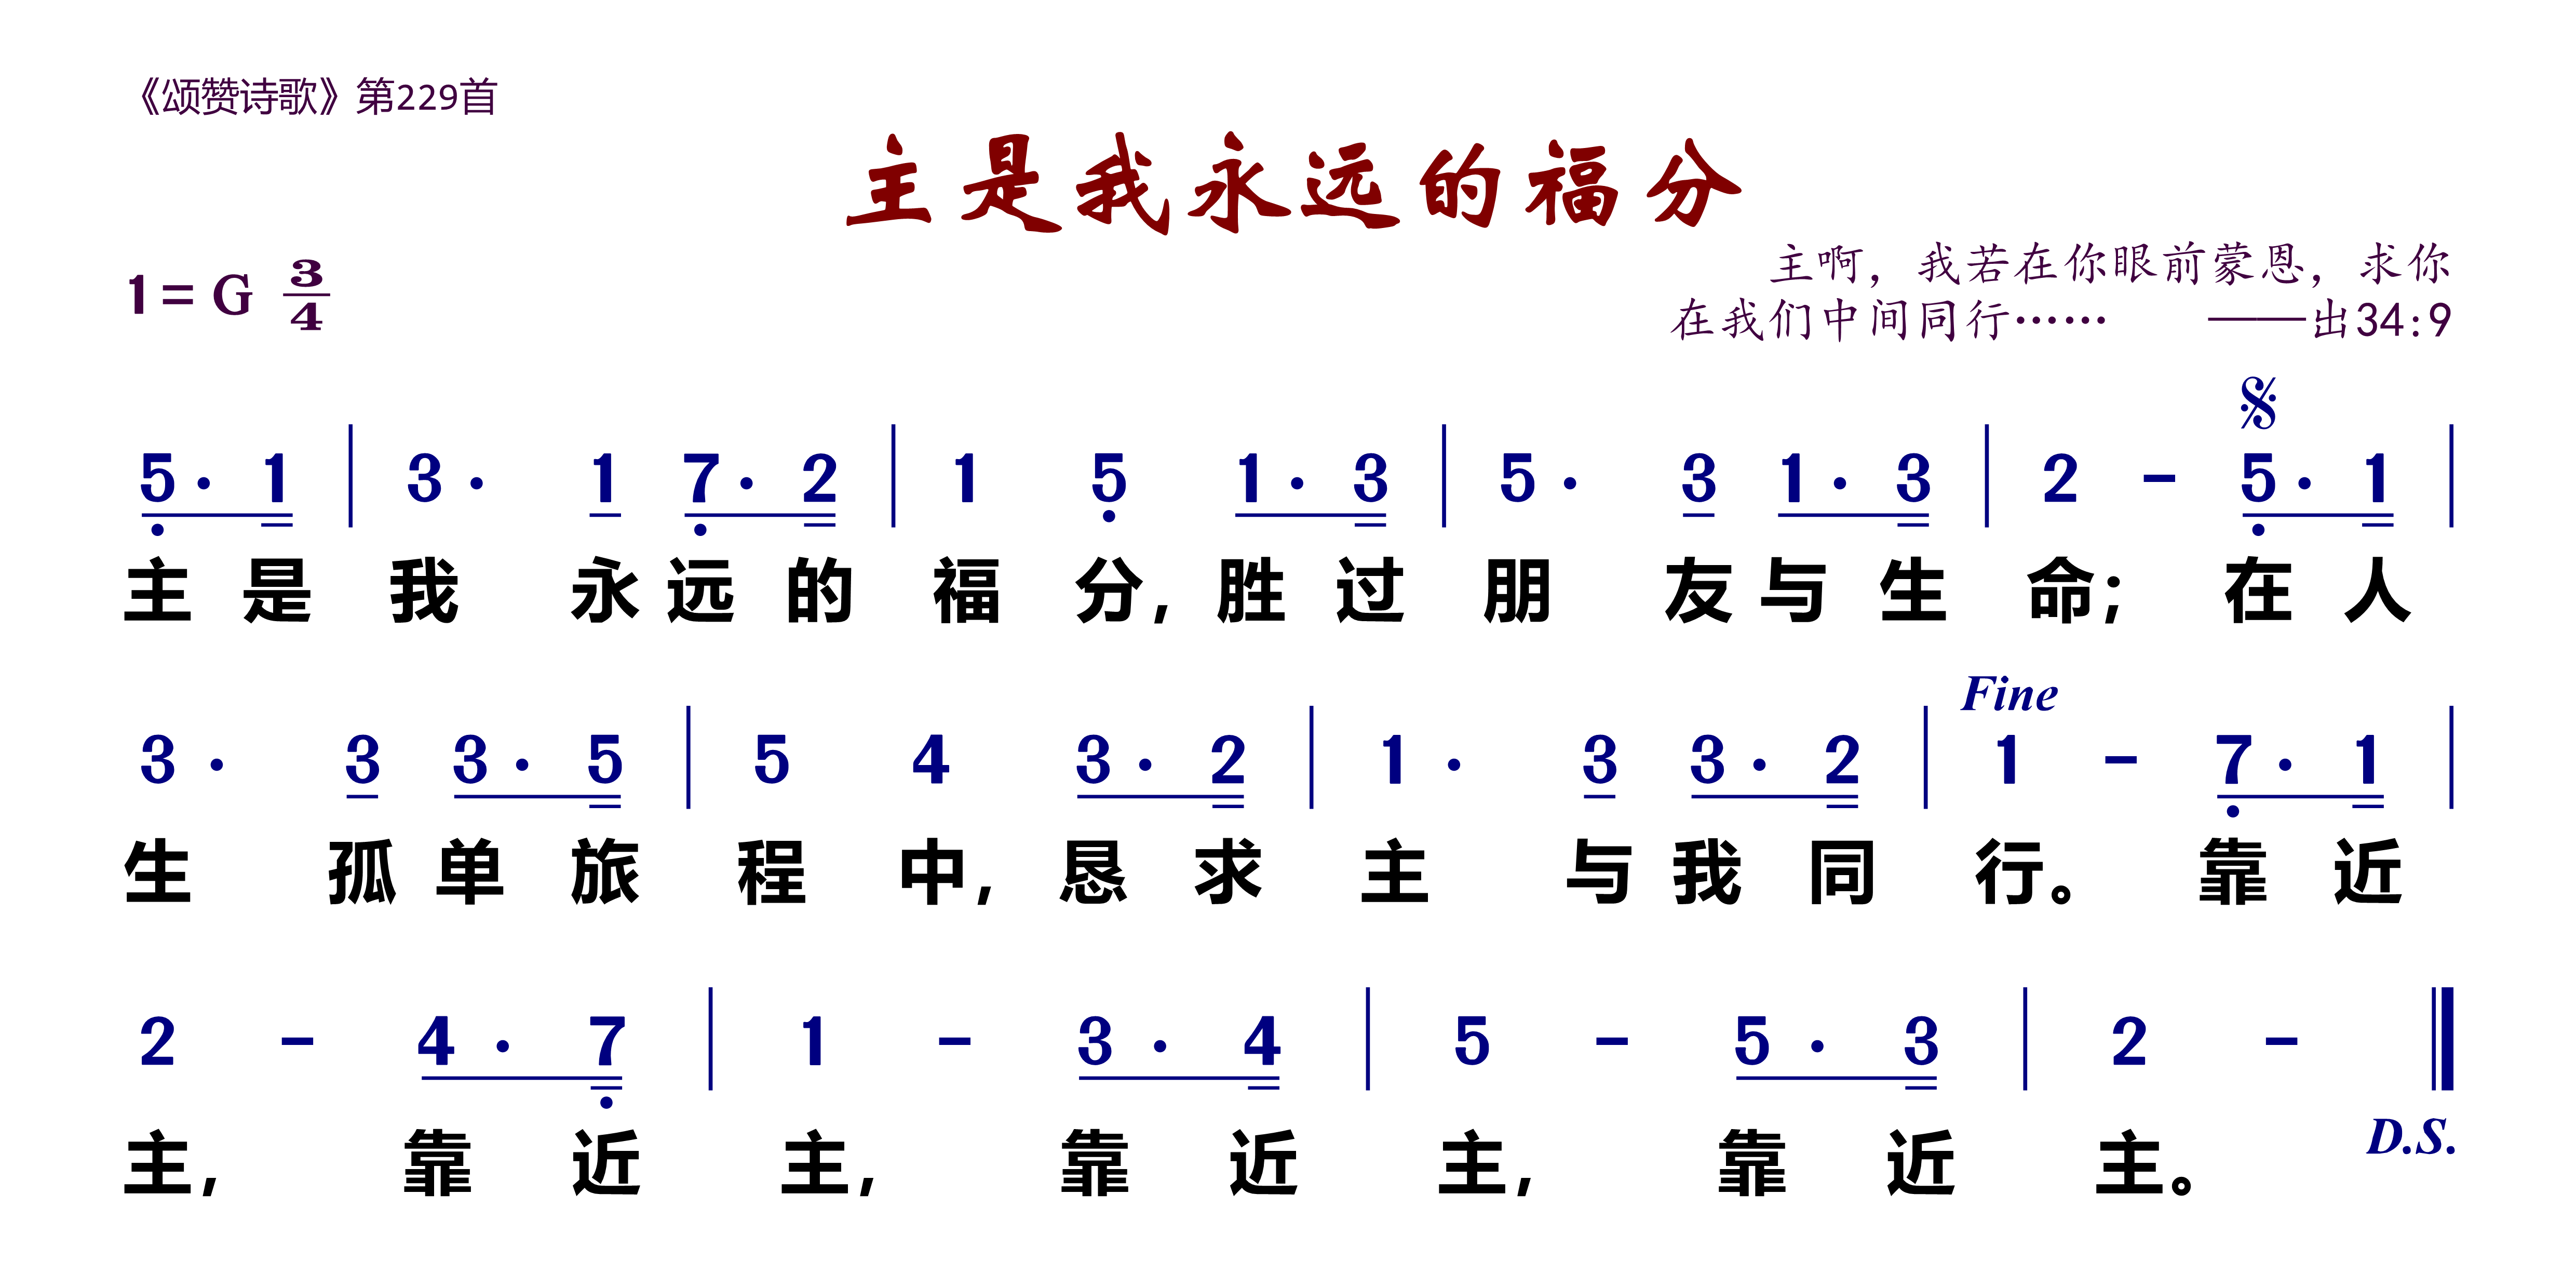 《颂赞诗歌》第229首
主是我永远的福分
1= G 3/4
主啊，我若在你眼前蒙恩，求你
在我们中间同行…… ——出34:9
5· 1 | 3· 1 7· 2 | 1 5 1· 3 | 5· 3 1· 3 | 2 - 5· 1 |
主是我永远的福分，胜过朋友与生命；在人
Fine
3· 3 3· 5 | 5 4 3· 2 | 1· 3 3· 2 | 1 - 7· 1 |
生孤单旅程中，恳求主与我同行。靠近
2 - 4· 7 | 1 - 3· 4 | 5 - 5· 3 | 2 - ‖
主，靠近主，靠近主，靠近主。
D.S.